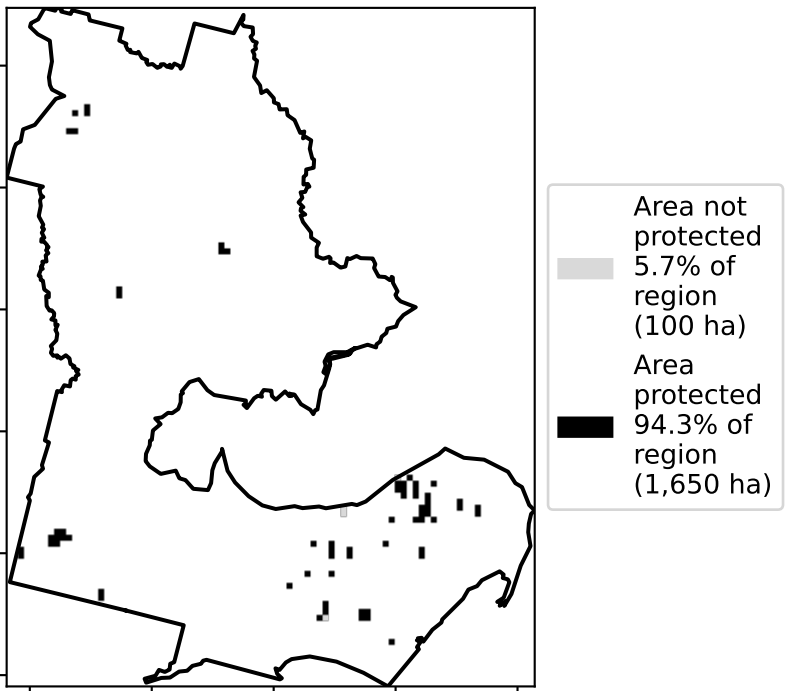 Area not
protected
5.7% of
region
(100 ha)
Area
protected
94.3% of
region
(1,650 ha)